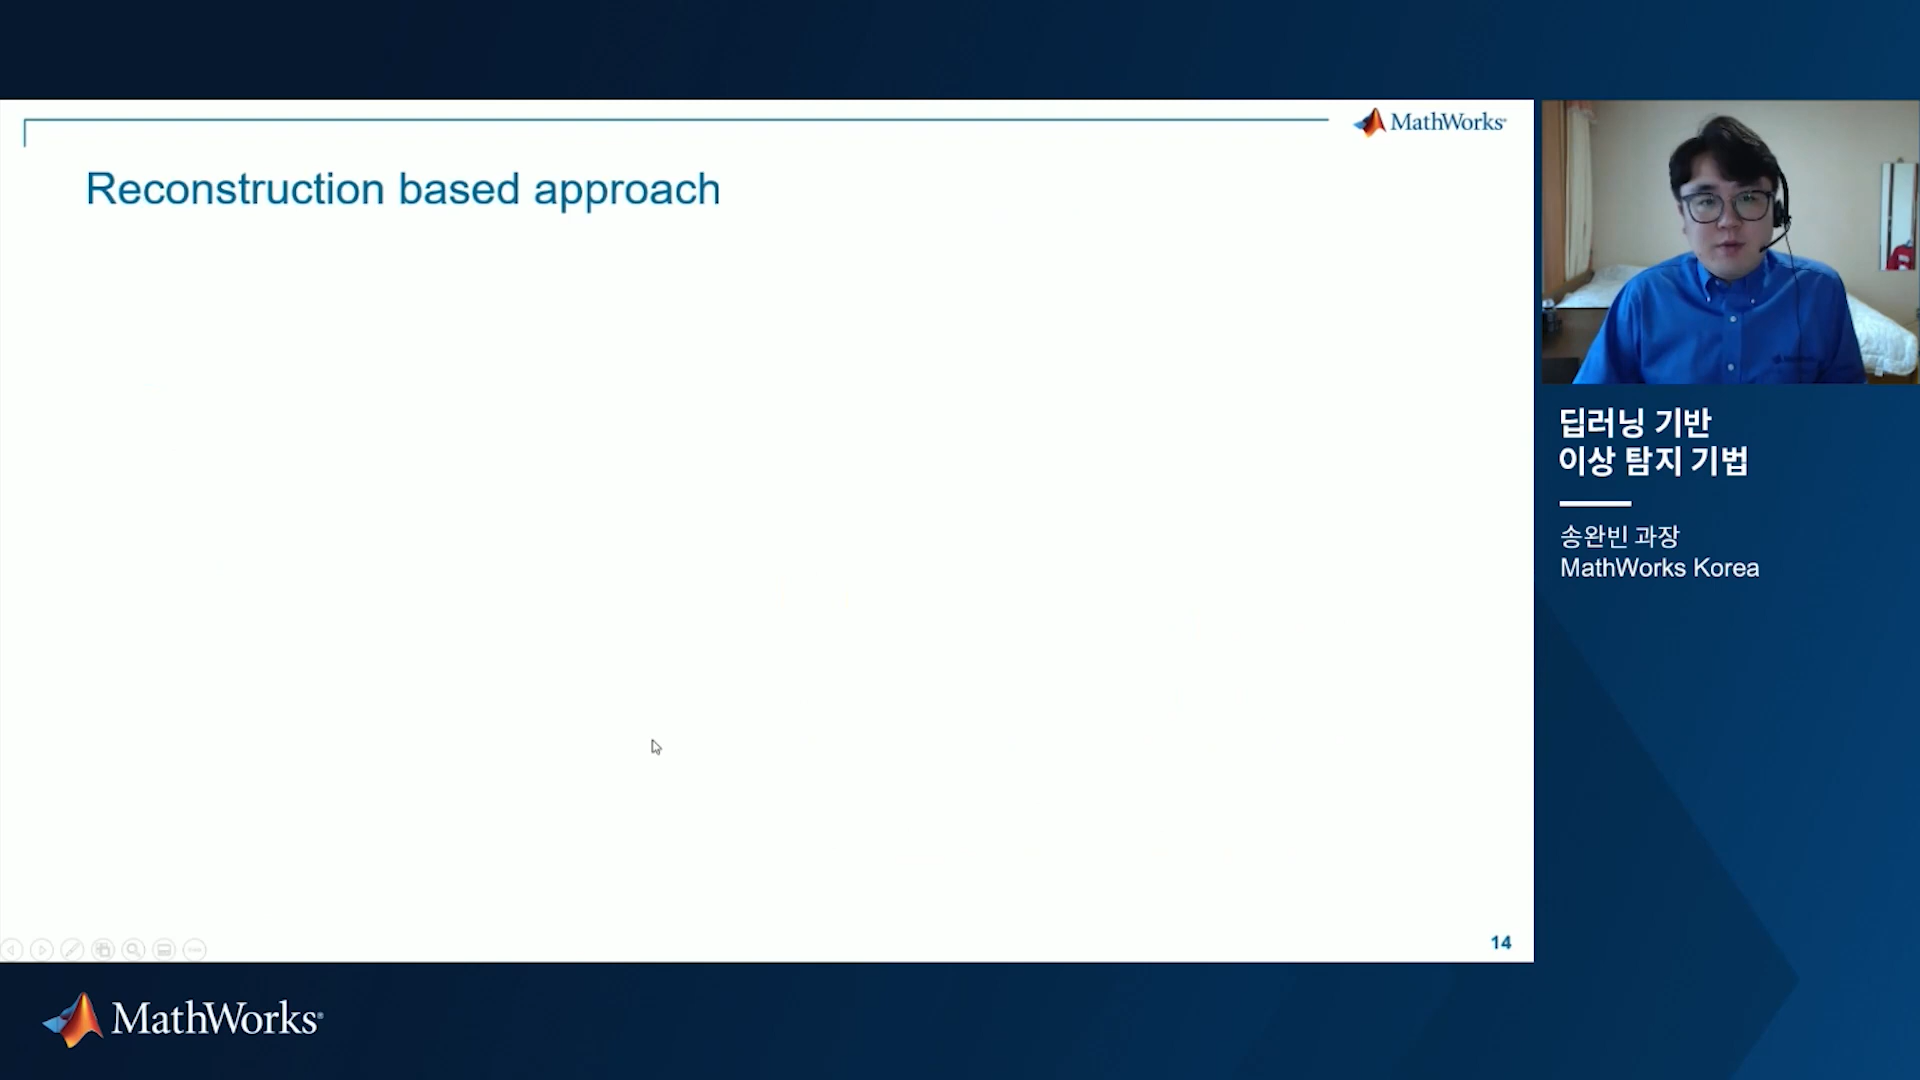 MathWorks®
Reconstruction based approach
14
딥러닝 기반
이상 탐지 기법
송완빈 과장
MathWorks Korea
MathWorks®